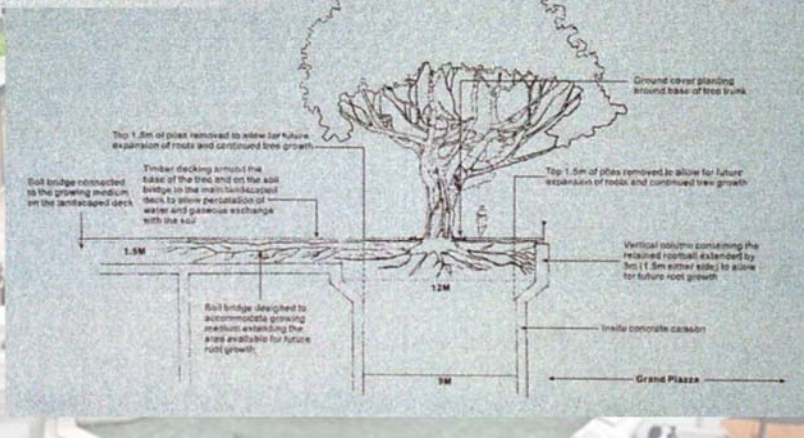 Ground cover planting
around base of tree trunk
Top 1.5m of piles removed to allow for future
expansion of roots and continued tree growth
Timber decking around the
base of the tree and on the soil
bridge to the main landscaped
deck to allow percolation of
water and gaseous exchange
with the soil
Soil bridge connected
to the growing medium
on the landscaped deck
Top 1.5m of piles removed to allow for future
expansion of roots and continued tree growth
1.5M
Vertical column containing the
retained rootball extended by
3m (1.5m either side) to allow
for future root growth
12M
Soil bridge designed to
accommodate growing
medium extending the
area available for future
root growth
Insitu concrete caisson
9M
Grand Piazza